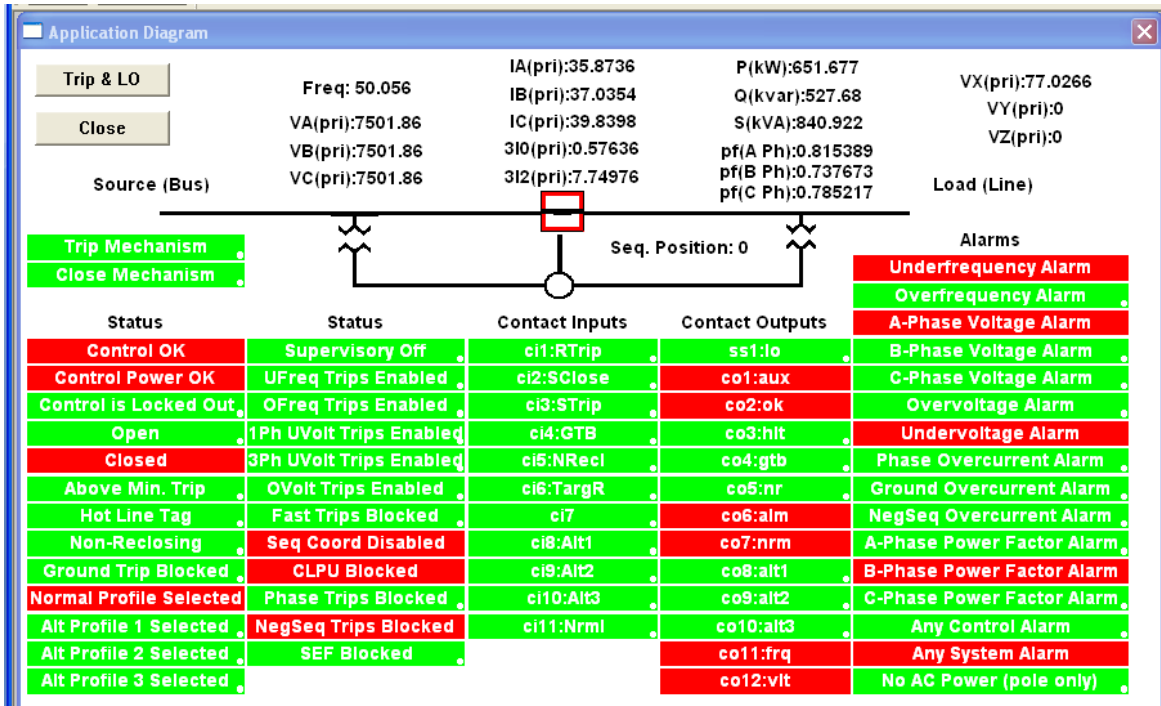 Application Diagram
Trip & LO
Close
Freq: 50.056
VA(pri):7501.86
VB(pri):7501.86
VC(pri):7501.86
IA(pri):35.8736
IB(pri):37.0354
IC(pri):39.8398
3I0(pri):0.57636
3I2(pri):7.74976
P(kW):651.677
Q(kvar):527.68
S(kVA):840.922
pf(A Ph):0.815389
pf(B Ph):0.737673
pf(C Ph):0.785217
VX(pri):77.0266
VY(pri):0
VZ(pri):0
Source (Bus)
Load (Line)
Trip Mechanism
Close Mechanism
Seq. Position: 0
Status
Control OK
Control Power OK
Control is Locked Out
Open
Closed
Above Min. Trip
Hot Line Tag
Non-Reclosing
Ground Trip Blocked
Normal Profile Selected
Alt Profile 1 Selected
Alt Profile 2 Selected
Alt Profile 3 Selected
Status
Supervisory Off
UFreq Trips Enabled
OFreq Trips Enabled
1Ph UVolt Trips Enabled
3Ph UVolt Trips Enabled
OVolt Trips Enabled
Fast Trips Blocked
Seq Coord Disabled
CLPU Blocked
Phase Trips Blocked
NegSeq Trips Blocked
SEF Blocked
Contact Inputs
ci1:RTrip
ci2:SClose
ci3:STrip
ci4:GTB
ci5:NRecl
ci6:TargR
ci7
ci8:Alt1
ci9:Alt2
ci10:Alt3
ci11:Nrml
Contact Outputs
ss1:lo
co1:aux
co2:ok
co3:hlt
co4:gtb
co5:nr
co6:alm
co7:nrm
co8:alt1
co9:alt2
co10:alt3
co11:frq
co12:vlt
Alarms
Underfrequency Alarm
Overfrequency Alarm
A-Phase Voltage Alarm
B-Phase Voltage Alarm
C-Phase Voltage Alarm
Overvoltage Alarm
Undervoltage Alarm
Phase Overcurrent Alarm
Ground Overcurrent Alarm
NegSeq Overcurrent Alarm
A-Phase Power Factor Alarm
B-Phase Power Factor Alarm
C-Phase Power Factor Alarm
Any Control Alarm
Any System Alarm
No AC Power (pole only)